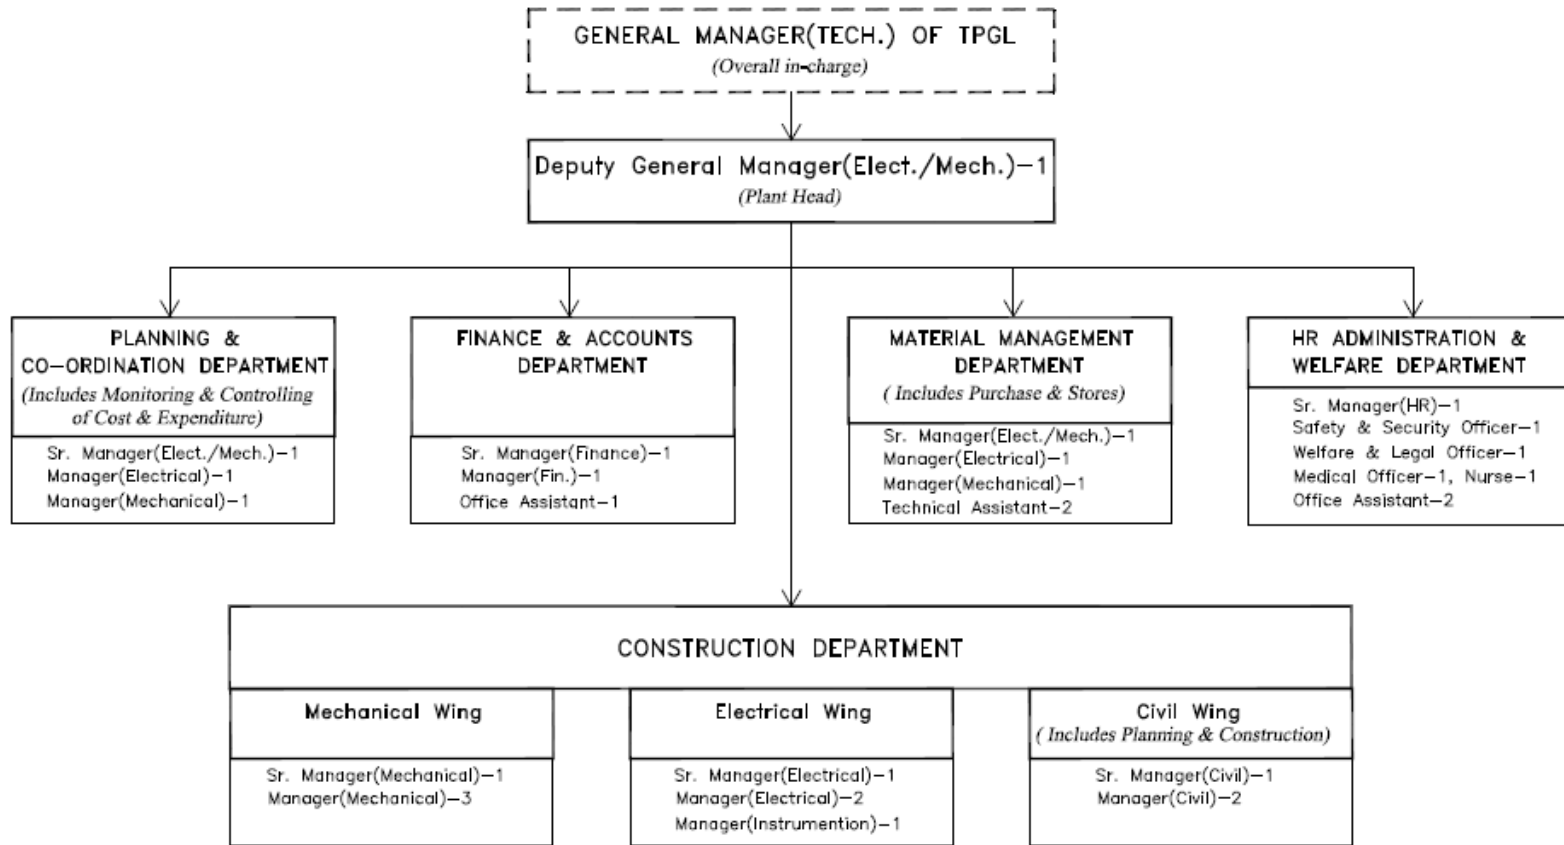 GENERAL MANAGER(TECH.) OF TPGL
(Overall in-charge)
Deputy General Manager(Elect./Mech.)-1
(Plant Head)
PLANNING &
CO-ORDINATION DEPARTMENT
(Includes Monitoring & Controlling
of Cost & Expenditure)
Sr. Manager(Elect./Mech.)-1
Manager(Electrical)-1
Manager(Mechanical)-1
FINANCE & ACCOUNTS
DEPARTMENT
Sr. Manager(Finance)-1
Manager(Fin.)-1
Office Assistant-1
MATERIAL MANAGEMENT
DEPARTMENT
( Includes Purchase & Stores)
Sr. Manager(Elect./Mech.)-1
Manager(Electrical)-1
Manager(Mechanical)-1
Technical Assistant-2
HR ADMINISTRATION &
WELFARE DEPARTMENT
Sr. Manager(HR)-1
Safety & Security Officer-1
Welfare & Legal Officer-1
Medical Officer-1, Nurse-1
Office Assistant-2
CONSTRUCTION DEPARTMENT
Mechanical Wing
Sr. Manager(Mechanical)-1
Manager(Mechanical)-3
Electrical Wing
Sr. Manager(Electrical)-1
Manager(Electrical)-2
Manager(Instrumention)-1
Civil Wing
( Includes Planning & Construction)
Sr. Manager(Civil)-1
Manager(Civil)-2